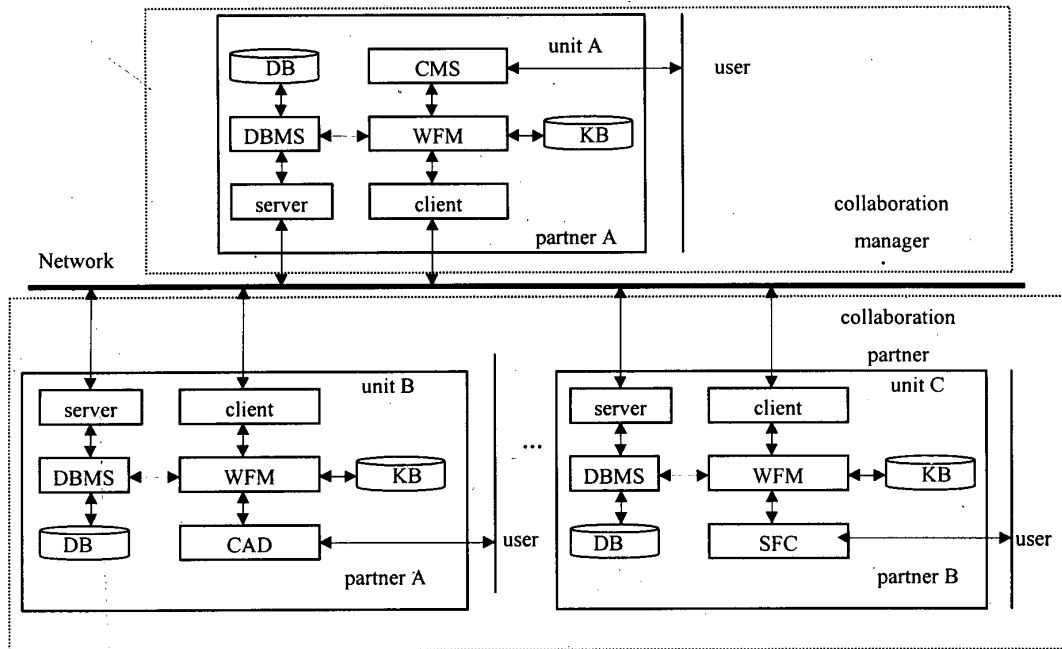 unit A
DB
CMS
user
DBMS
WFM
KB
server
client
collaboration
manager
partner A
Network
collaboration
partner
unit B
unit C
server
client
server
client
...
DBMS
WFM
KB
DBMS
WFM
KB
DB
CAD
user
DB
SFC
user
partner A
partner B